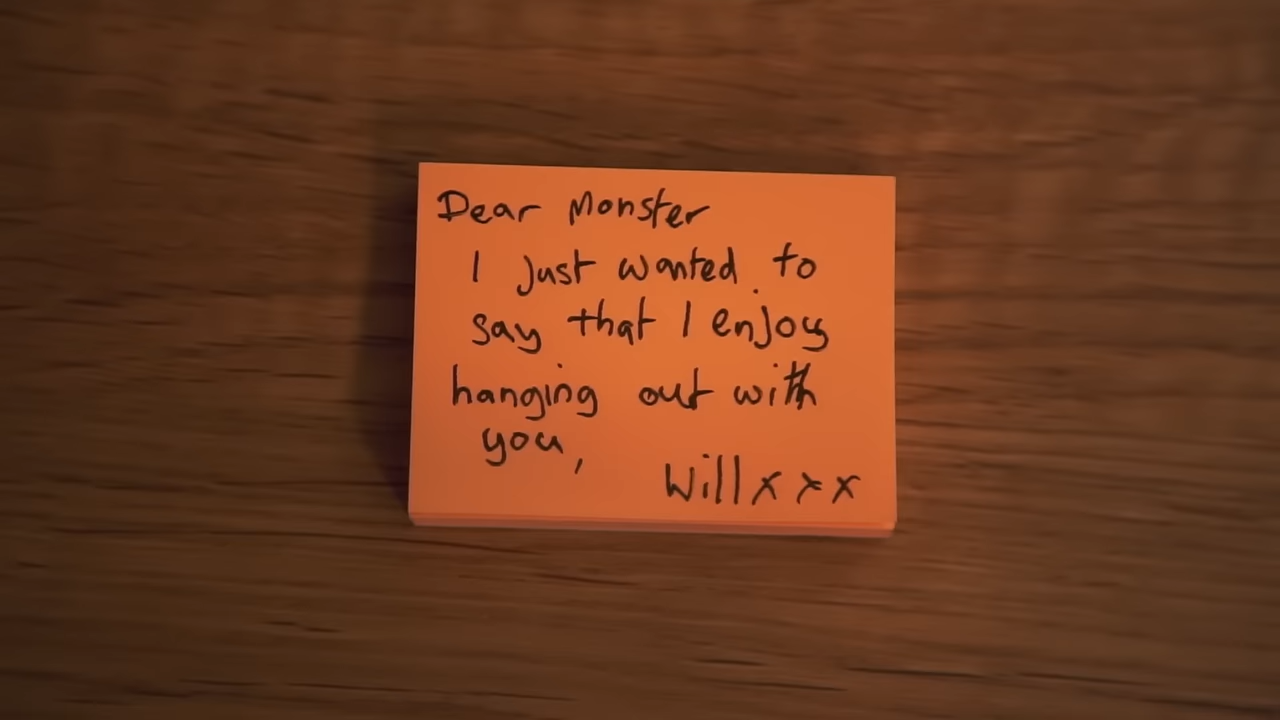 Dear Monster
I just wanted to
say that I enjoy
hanging out with
you,
Will x x x